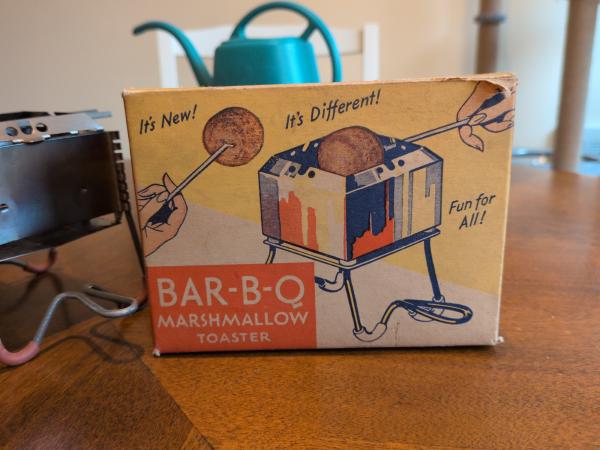 It's New!
It's Different!
Fun for
All!
BAR-B-Q
MARSHMALLOW
TOASTER